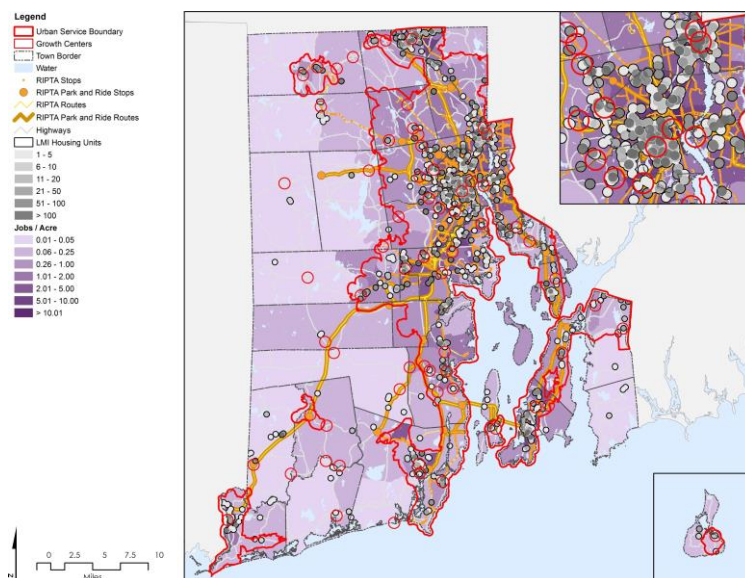 Legend
Urban Service Boundary
Growth Centers
Town Border
Water
RIPTA Stops
RIPTA Park and Ride Stops
RIPTA Routes
RIPTA Park and Ride Routes
Highways
LMI Housing Units
1 - 5
6 - 10
11 - 20
21 - 50
51 - 100
> 100
Jobs / Acre
0.01 - 0.05
0.06 - 0.25
0.26 - 1.00
1.01 - 2.00
2.01 - 5.00
5.01 - 10.00
> 10.01
0 2.5 5 7.5 10
Miles
N